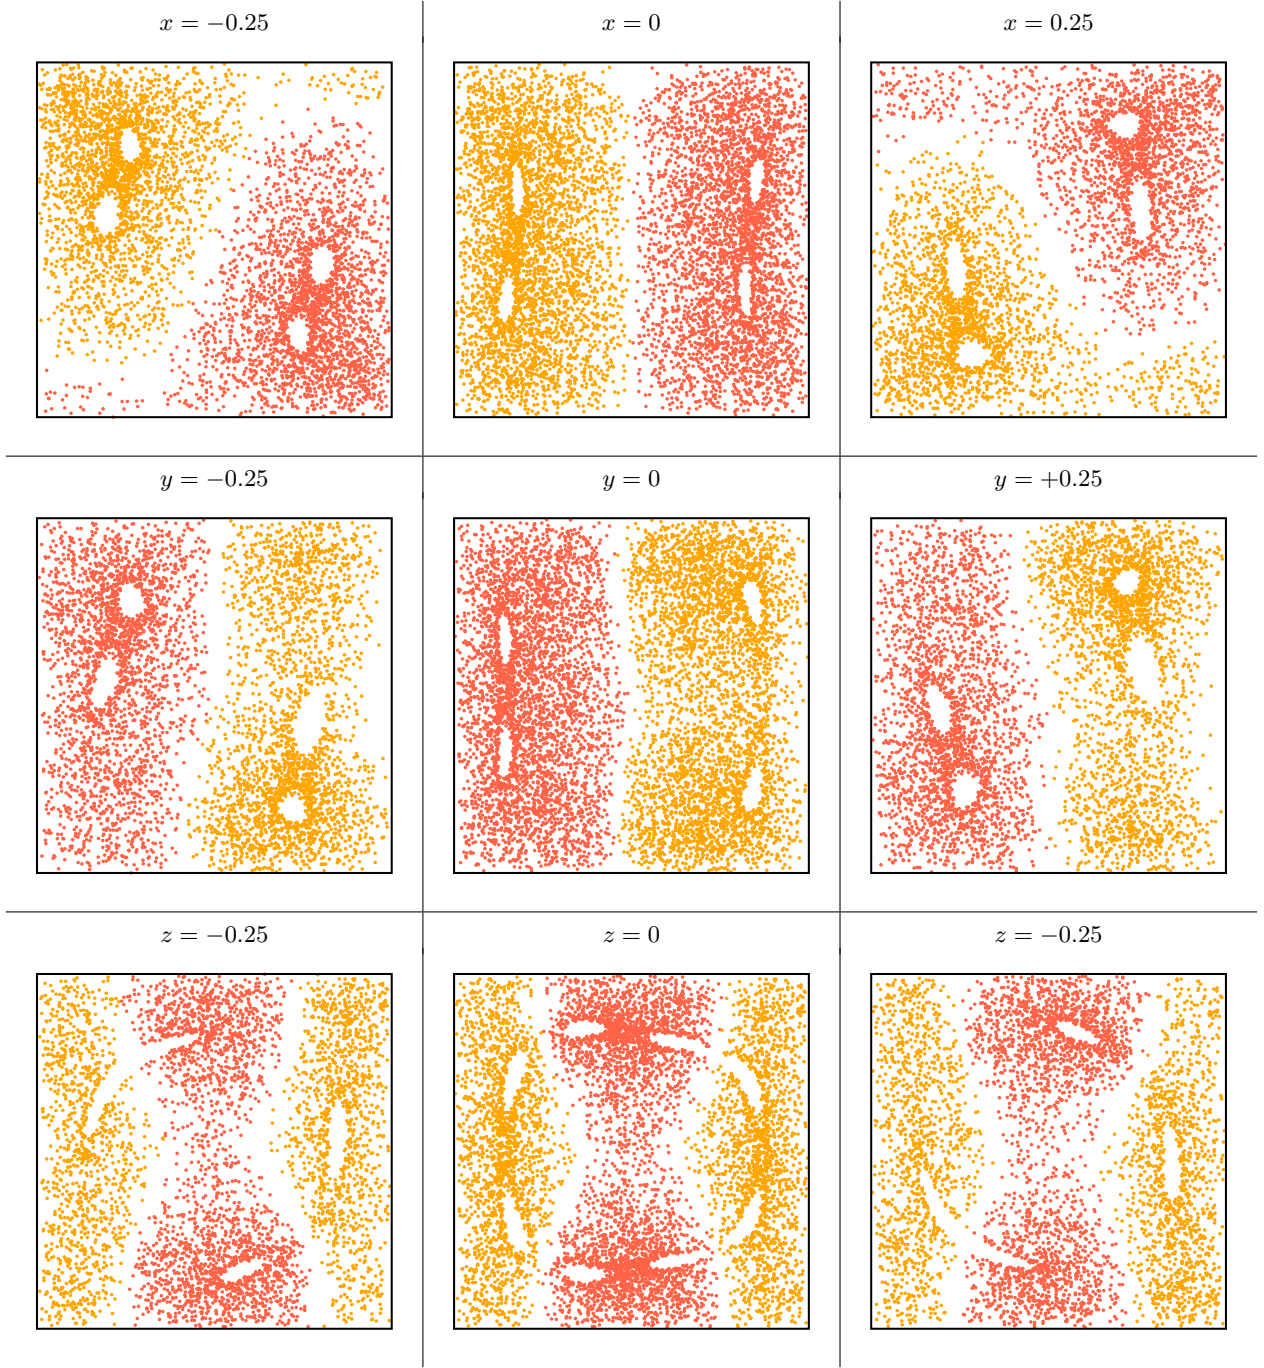 x = −0.25
x = 0
x = 0.25
y = −0.25
y = 0
y = +0.25
z = −0.25
z = 0
z = −0.25